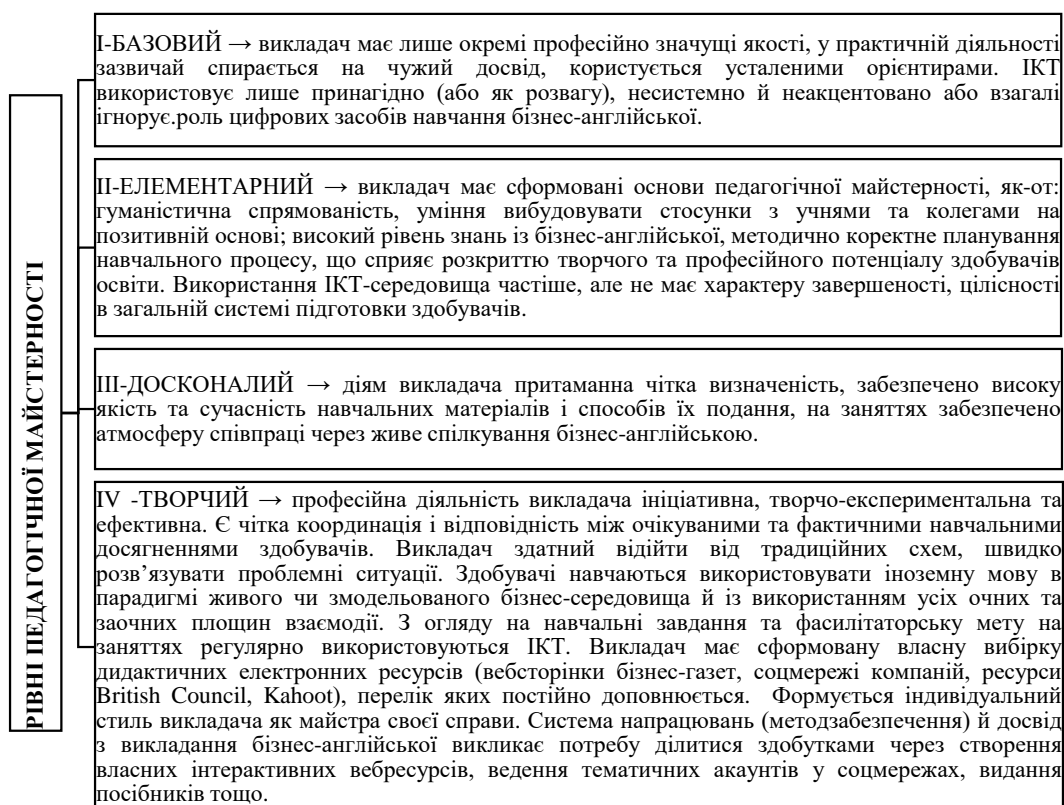 РІВНІ ПЕДАГОГІЧНОЇ МАЙСТЕРНОСТІ
І-БАЗОВИЙ → викладач має лише окремі професійно значущі якості, у практичній діяльності
зазвичай спирається на чужий досвід, користується усталеними орієнтирами. ІКТ
використовує лише принагідно (або як розвагу), несистемно й неакцентовано або взагалі
ігнорує.роль цифрових засобів навчання бізнес-англійської.
ІІ-ЕЛЕМЕНТАРНИЙ → викладач має сформовані основи педагогічної майстерності, як-от:
гуманістична спрямованість, уміння вибудовувати стосунки з учнями та колегами на
позитивній основі; високий рівень знань із бізнес-англійської, методично коректне планування
навчального процесу, що сприяє розкриттю творчого та професійного потенціалу здобувачів
освіти. Використання ІКТ-середовища частіше, але не має характеру завершеності, цілісності
в загальній системі підготовки здобувачів.
ІІІ-ДОСКОНАЛИЙ → діям викладача притаманна чітка визначеність, забезпечено високу
якість та сучасність навчальних матеріалів і способів їх подання, на заняттях забезпечено
атмосферу співпраці через живе спілкування бізнес-англійською.
IV -ТВОРЧИЙ → професійна діяльність викладача ініціативна, творчо-експериментальна та
ефективна. Є чітка координація і відповідність між очікуваними та фактичними навчальними
досягненнями здобувачів. Викладач здатний відійти від традиційних схем, швидко
розв’язувати проблемні ситуації. Здобувачі навчаються використовувати іноземну мову в
парадигмі живого чи змодельованого бізнес-середовища й із використанням усіх очних та
заочних площин взаємодії. З огляду на навчальні завдання та фасилітаторську мету на
заняттях регулярно використовуються ІКТ. Викладач має сформовану власну вибірку
дидактичних електронних ресурсів (вебсторінки бізнес-газет, соцмережі компаній, ресурси
British Council, Kahoot), перелік яких постійно доповнюється. Формується індивідуальний
стиль викладача як майстра своєї справи. Система напрацювань (методзабезпечення) й досвід
з викладання бізнес-англійської викликає потребу ділитися здобутками через створення
власних інтерактивних вебресурсів, ведення тематичних акаунтів у соцмережах, видання
посібників тощо.